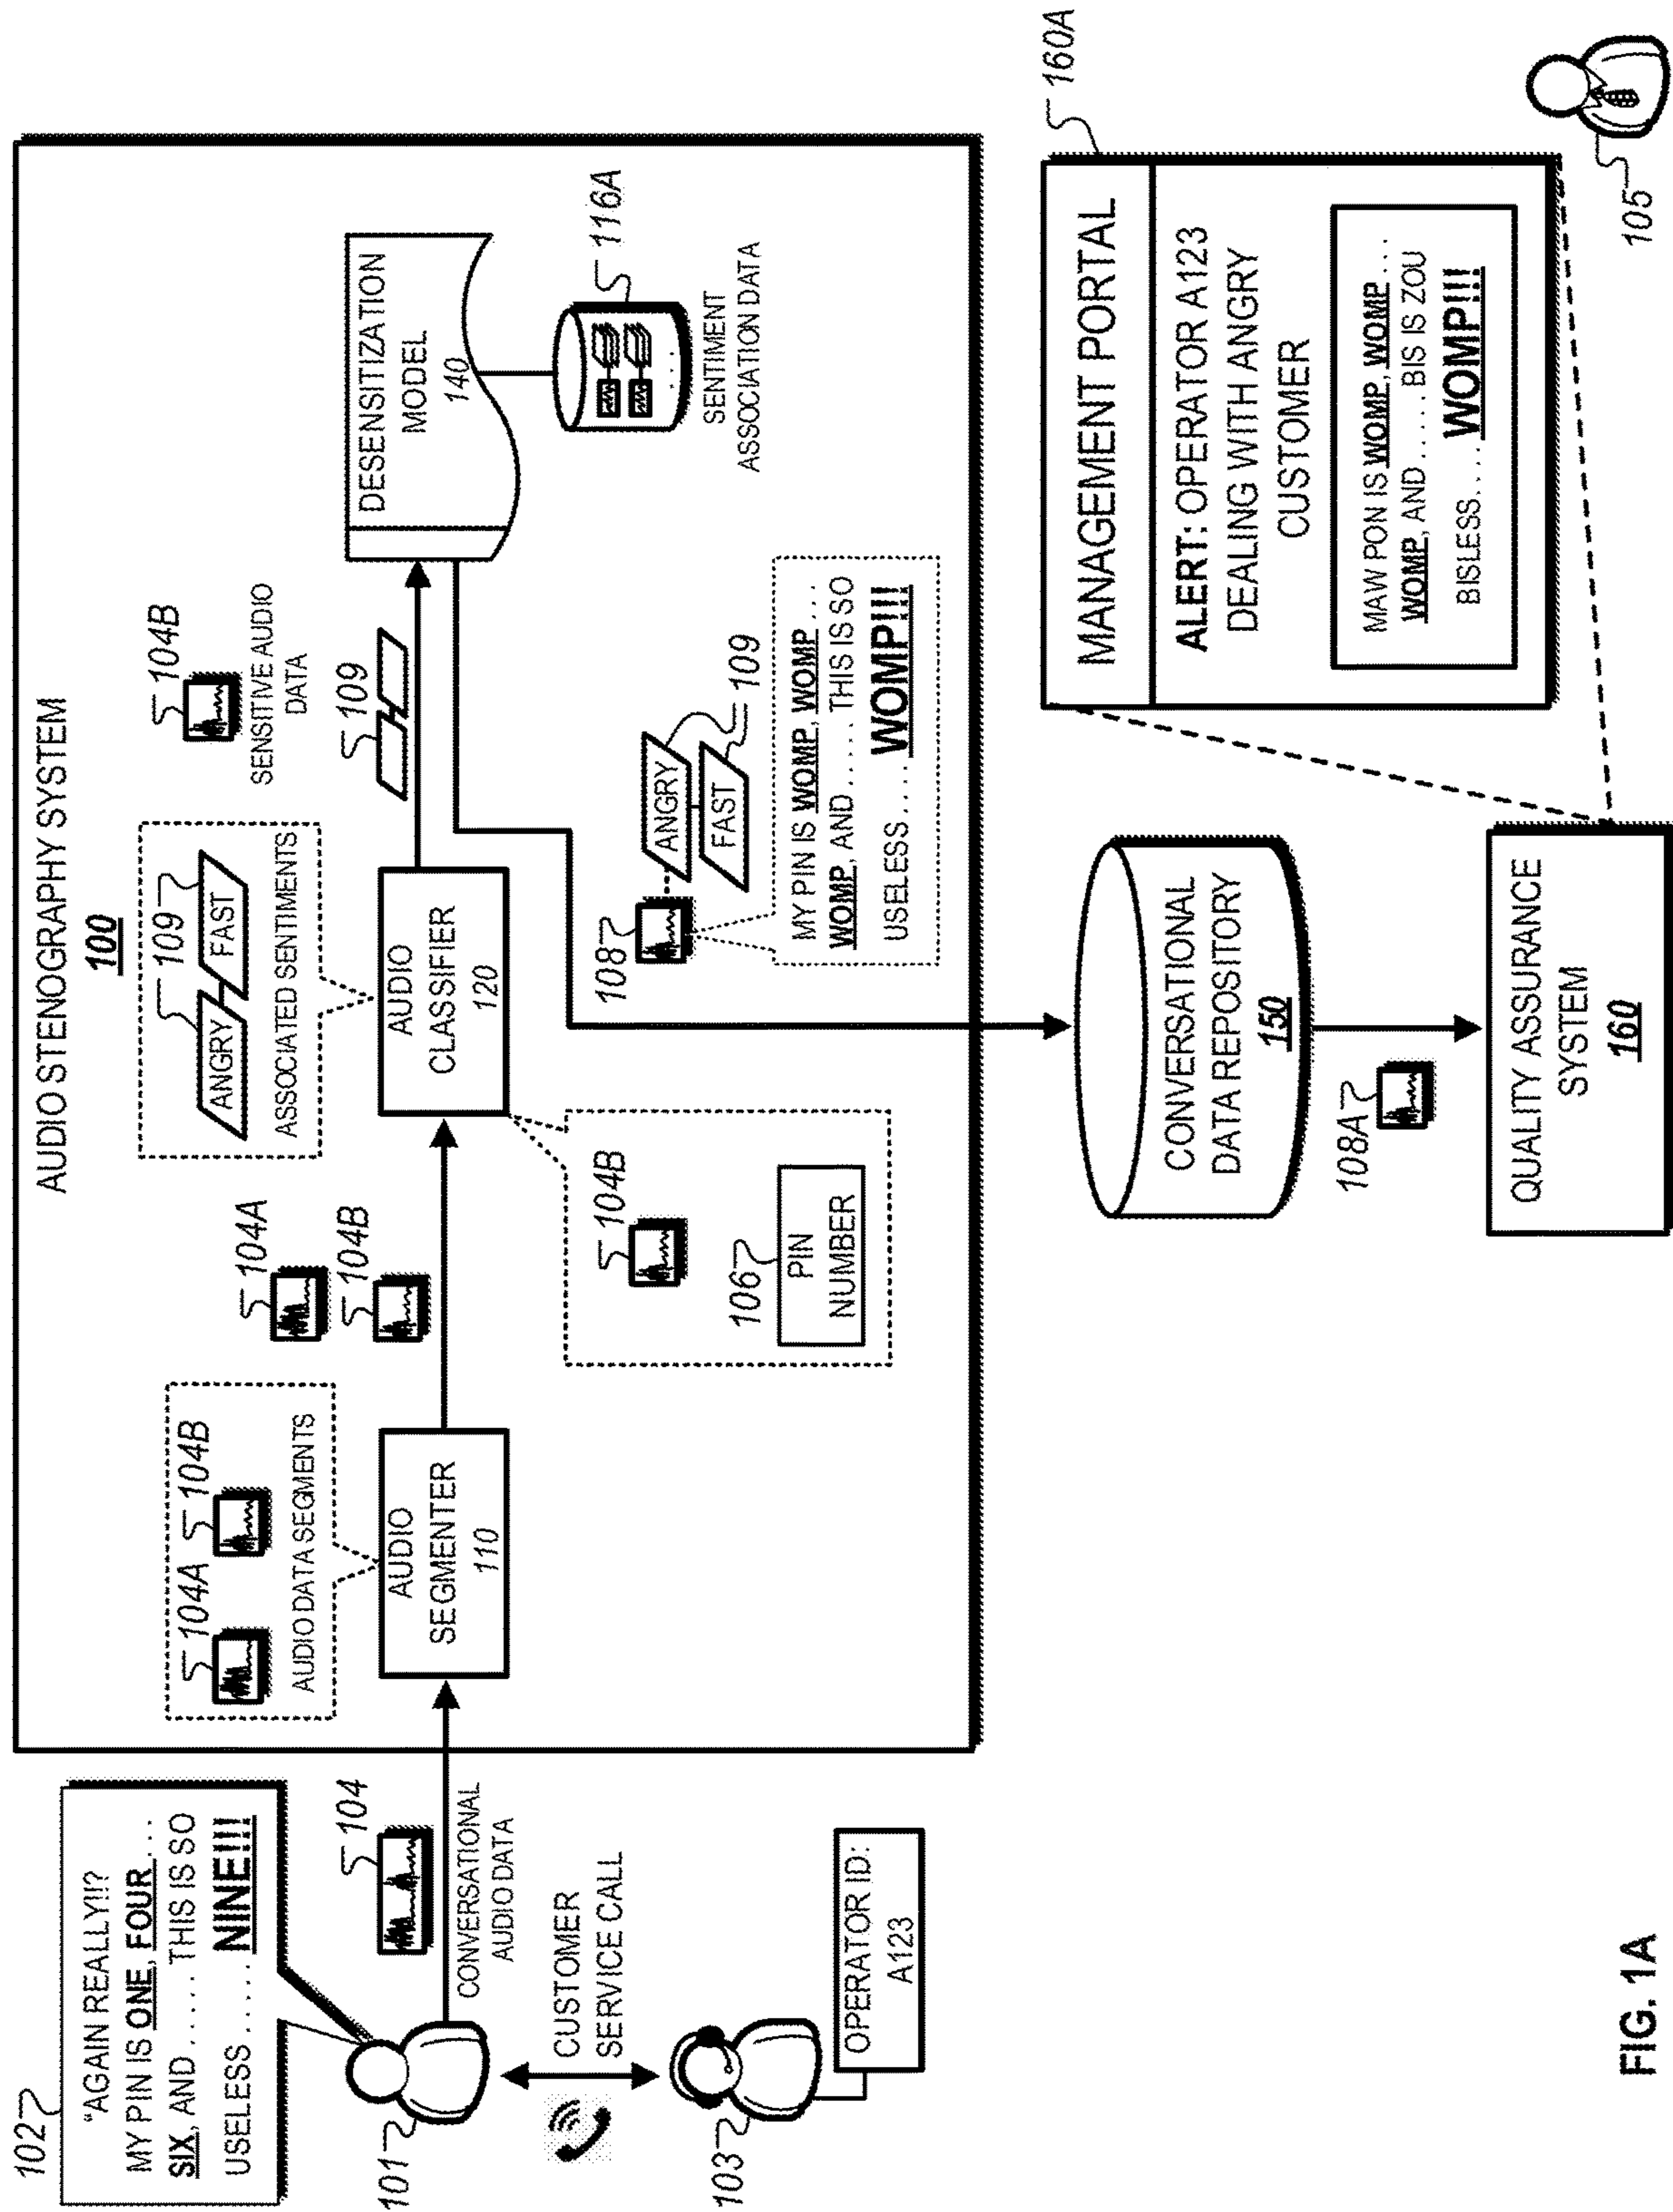 AUDIO STENOGRAPHY SYSTEM
100
102
"AGAIN REALLY!!?
MY PIN IS ONE, FOUR . . .
SIX, AND . . . . . THIS IS SO
USELESS . . . . . NINE!!!
101
104
CONVERSATIONAL
AUDIO DATA
CUSTOMER
SERVICE CALL
103
OPERATOR ID:
A123
104A
104B
AUDIO DATA SEGMENTS
AUDIO
SEGMENTER
110
104A
104B
109
ANGRY
FAST
ASSOCIATED SENTIMENTS
AUDIO
CLASSIFIER
120
104B
106
PIN
NUMBER
104B
SENSITIVE AUDIO
DATA
109
DESENSITIZATION
MODEL
140
116A
SENTIMENT
ASSOCIATION DATA
108
ANGRY
FAST
109
MY PIN IS WOMP, WOMP . . .
WOMP, AND . . . . . THIS IS SO
USELESS. . . . . WOMP!!!
CONVERSATIONAL
DATA REPOSITORY
150
108A
QUALITY ASSURANCE
SYSTEM
160
160A
MANAGEMENT PORTAL
ALERT: OPERATOR A123
DEALING WITH ANGRY
CUSTOMER
MAW PON IS WOMP, WOMP . . .
WOMP, AND . . . . . BIS IS ZOU
BISLESS. . . . . WOMP!!!
105
FIG. 1A